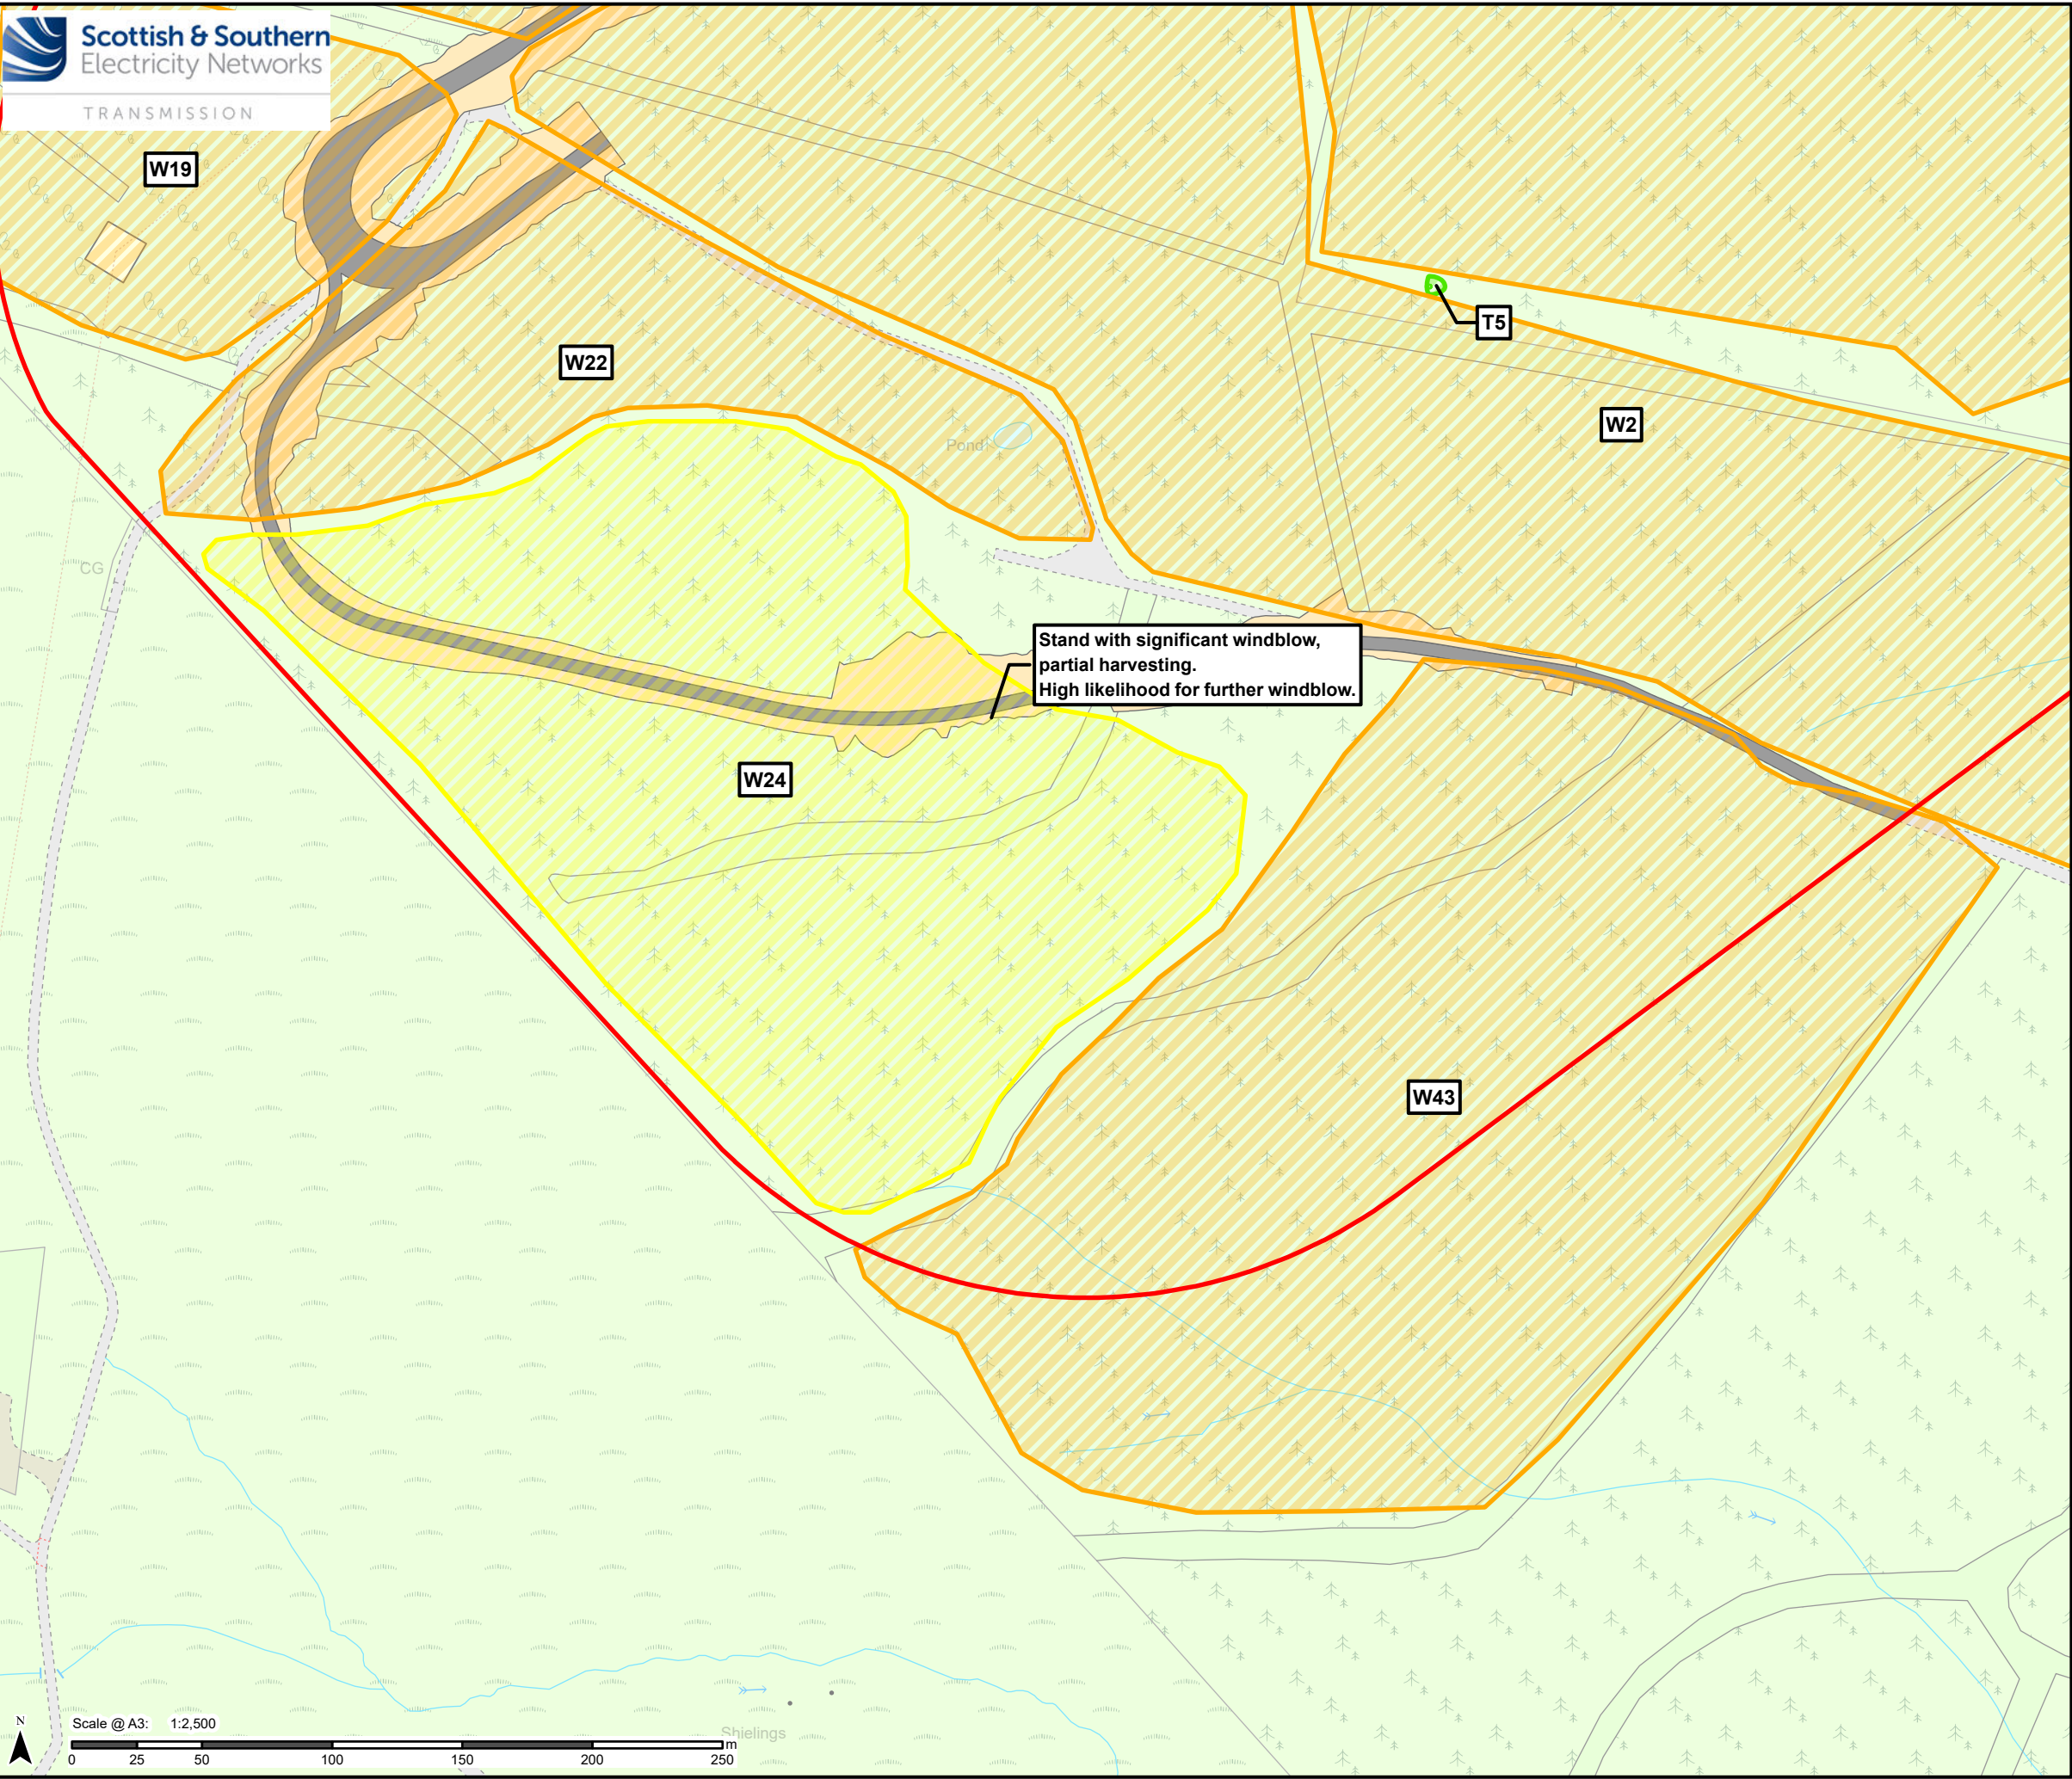 Scottish & Southern
Electricity Networks
TRANSMISSION
W19
W22
T5
W2
Pond
CG
Stand with significant windblow,
partial harvesting.
High likelihood for further windblow.
W24
W43
Shielings
N
Scale @ A3: 1:2,500
0 25 50 100 150 200 250 m